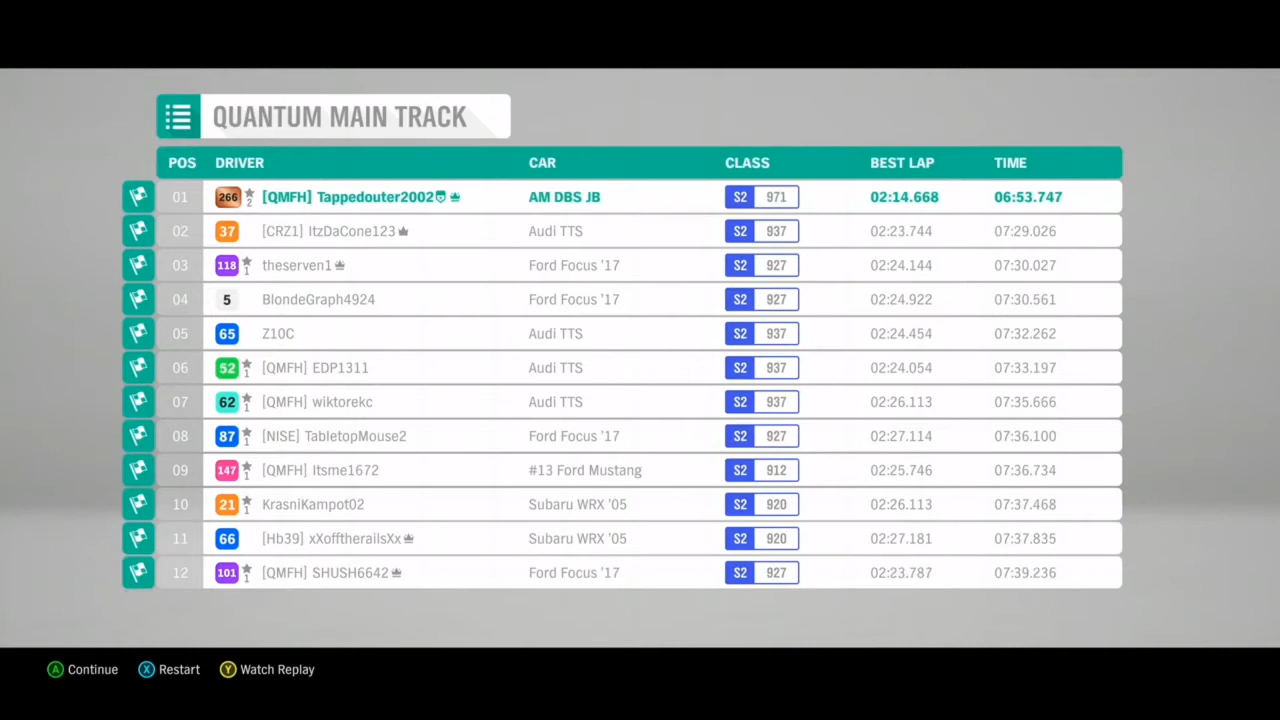 QUANTUM MAIN TRACK
POS DRIVER CAR CLASS BEST LAP TIME
01 266 2 [QMFH] Tappedouter2002 AM DBS JB S2 971 02:14.668 06:53.747
02 37 [CRZ1] ItzDaCone123 Audi TTS S2 937 02:23.744 07:29.026
03 118 1 theserven1 Ford Focus '17 S2 927 02:24.144 07:30.027
04 5 BlondeGraph4924 Ford Focus '17 S2 927 02:24.922 07:30.561
05 65 Z10C Audi TTS S2 937 02:24.454 07:32.262
06 52 1 [QMFH] EDP1311 Audi TTS S2 937 02:24.054 07:33.197
07 62 1 [QMFH] wiktorekc Audi TTS S2 937 02:26.113 07:35.666
08 87 1 [NISE] TabletopMouse2 Ford Focus '17 S2 927 02:27.114 07:36.100
09 147 1 [QMFH] Itsme1672 #13 Ford Mustang S2 912 02:25.746 07:36.734
10 21 1 KrasniKampot02 Subaru WRX '05 S2 920 02:26.113 07:37.468
11 66 [Hb39] xXofftherailsXx Subaru WRX '05 S2 920 02:27.181 07:37.835
12 101 1 [QMFH] SHUSH6642 Ford Focus '17 S2 927 02:23.787 07:39.236
A Continue X Restart Y Watch Replay